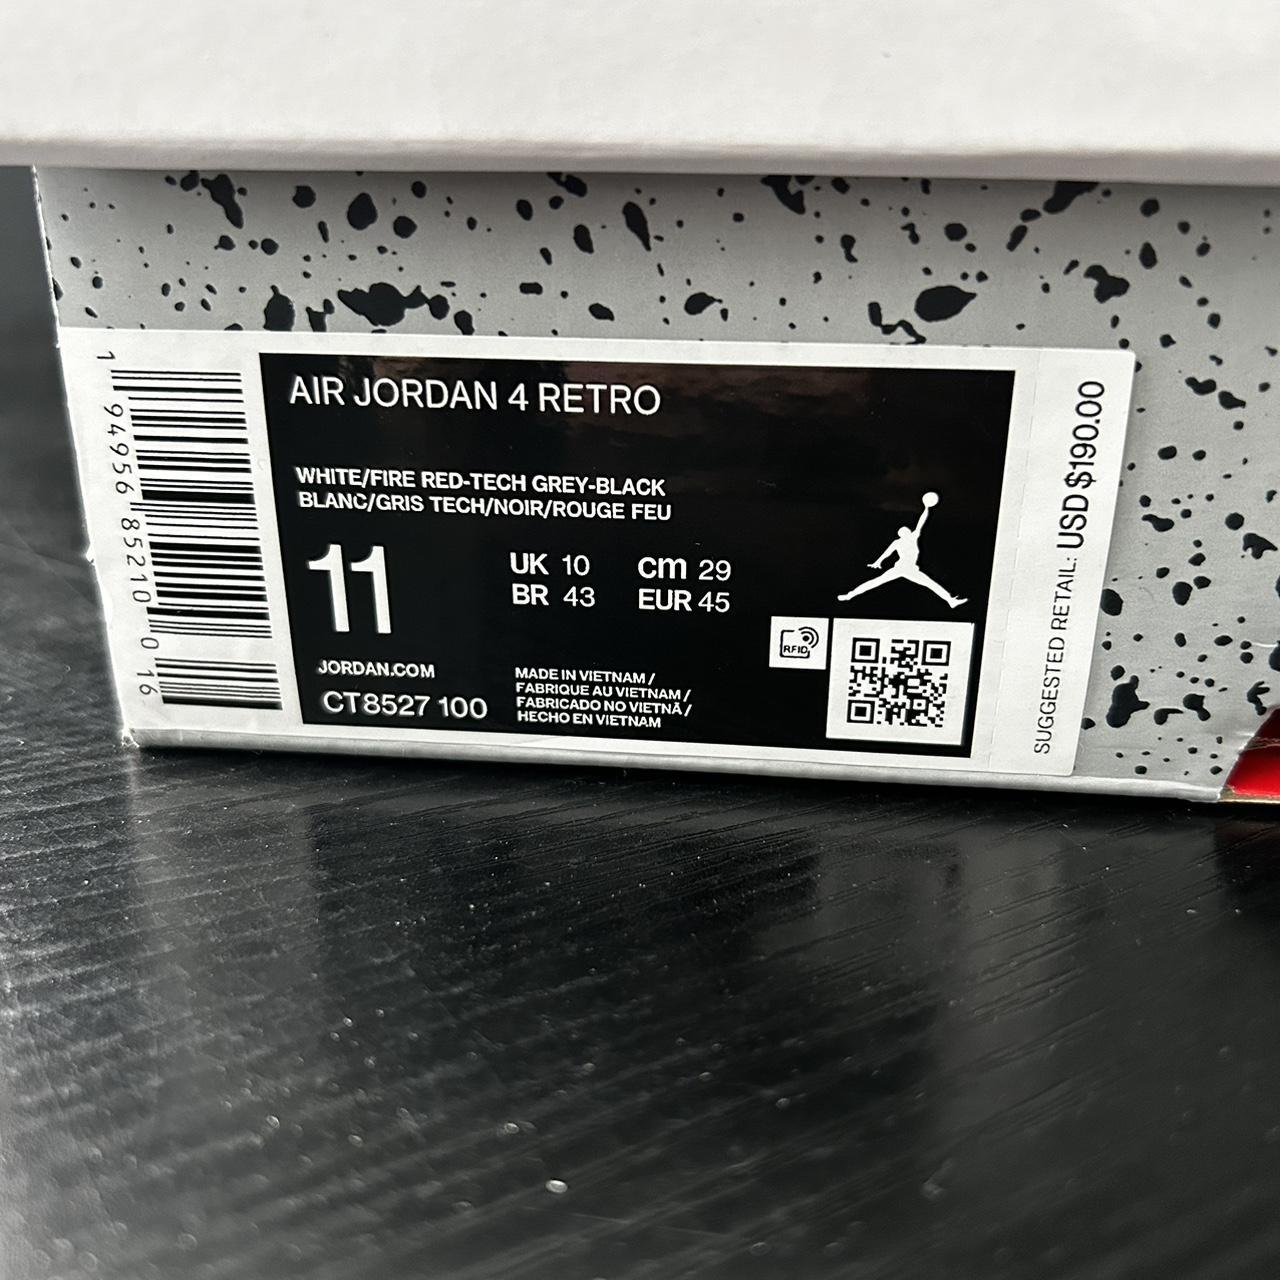 AIR JORDAN 4 RETRO
WHITE/FIRE RED-TECH GREY-BLACK
BLANC/GRIS TECH/NOIR/ROUGE FEU
11
UK 10 cm 29
BR 43 EUR 45
JORDAN.COM
CT8527 100
MADE IN VIETNAM /
FABRIQUE AU VIETNAM /
FABRICADO NO VIETNÃ /
HECHO EN VIETNAM
RFID
SUGGESTED RETAIL: USD $190.00
1 94956 85210 0 16